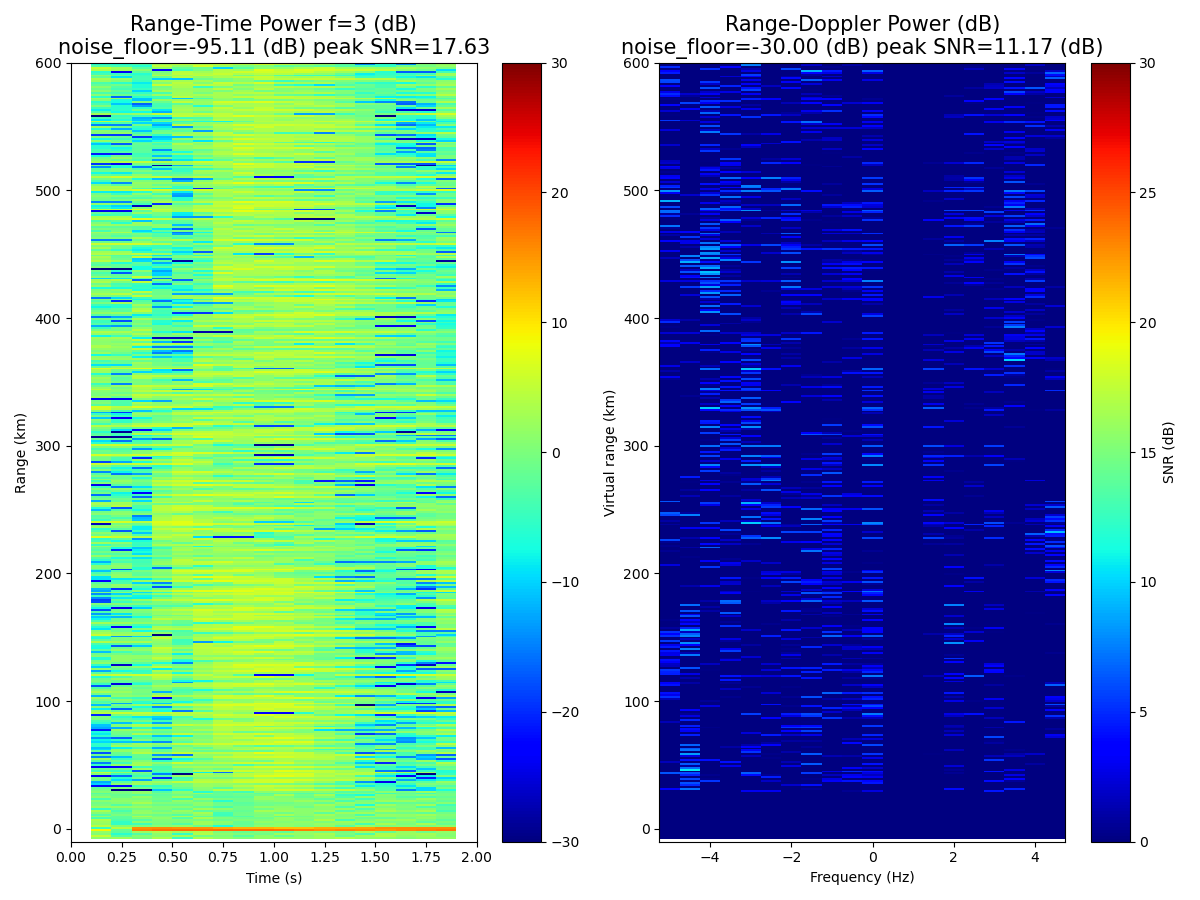 Range-Time Power f=3 (dB)
noise_floor=-95.11 (dB) peak SNR=17.63
Range-Doppler Power (dB)
noise_floor=-30.00 (dB) peak SNR=11.17 (dB)
Range (km)
600
500
400
300
200
100
0
0.00 0.25 0.50 0.75 1.00 1.25 1.50 1.75 2.00
Time (s)
30
20
10
0
−10
−20
−30
Virtual range (km)
600
500
400
300
200
100
0
−4 −2 0 2 4
Frequency (Hz)
30
25
20
15
10
5
0
SNR (dB)